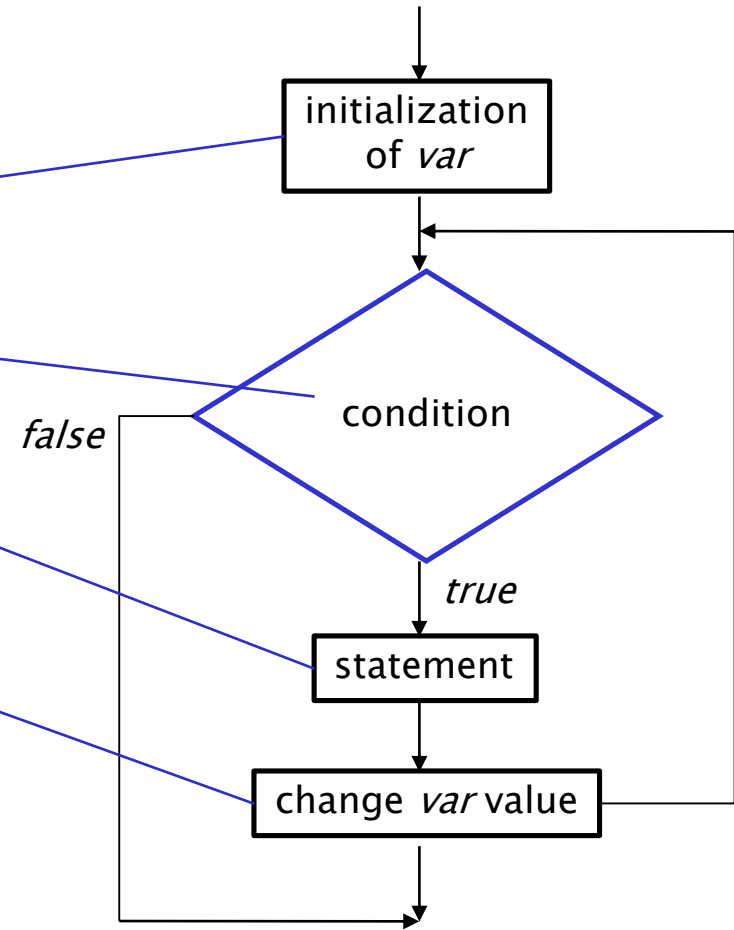 initialization
of var
condition
false
true
statement
change var value